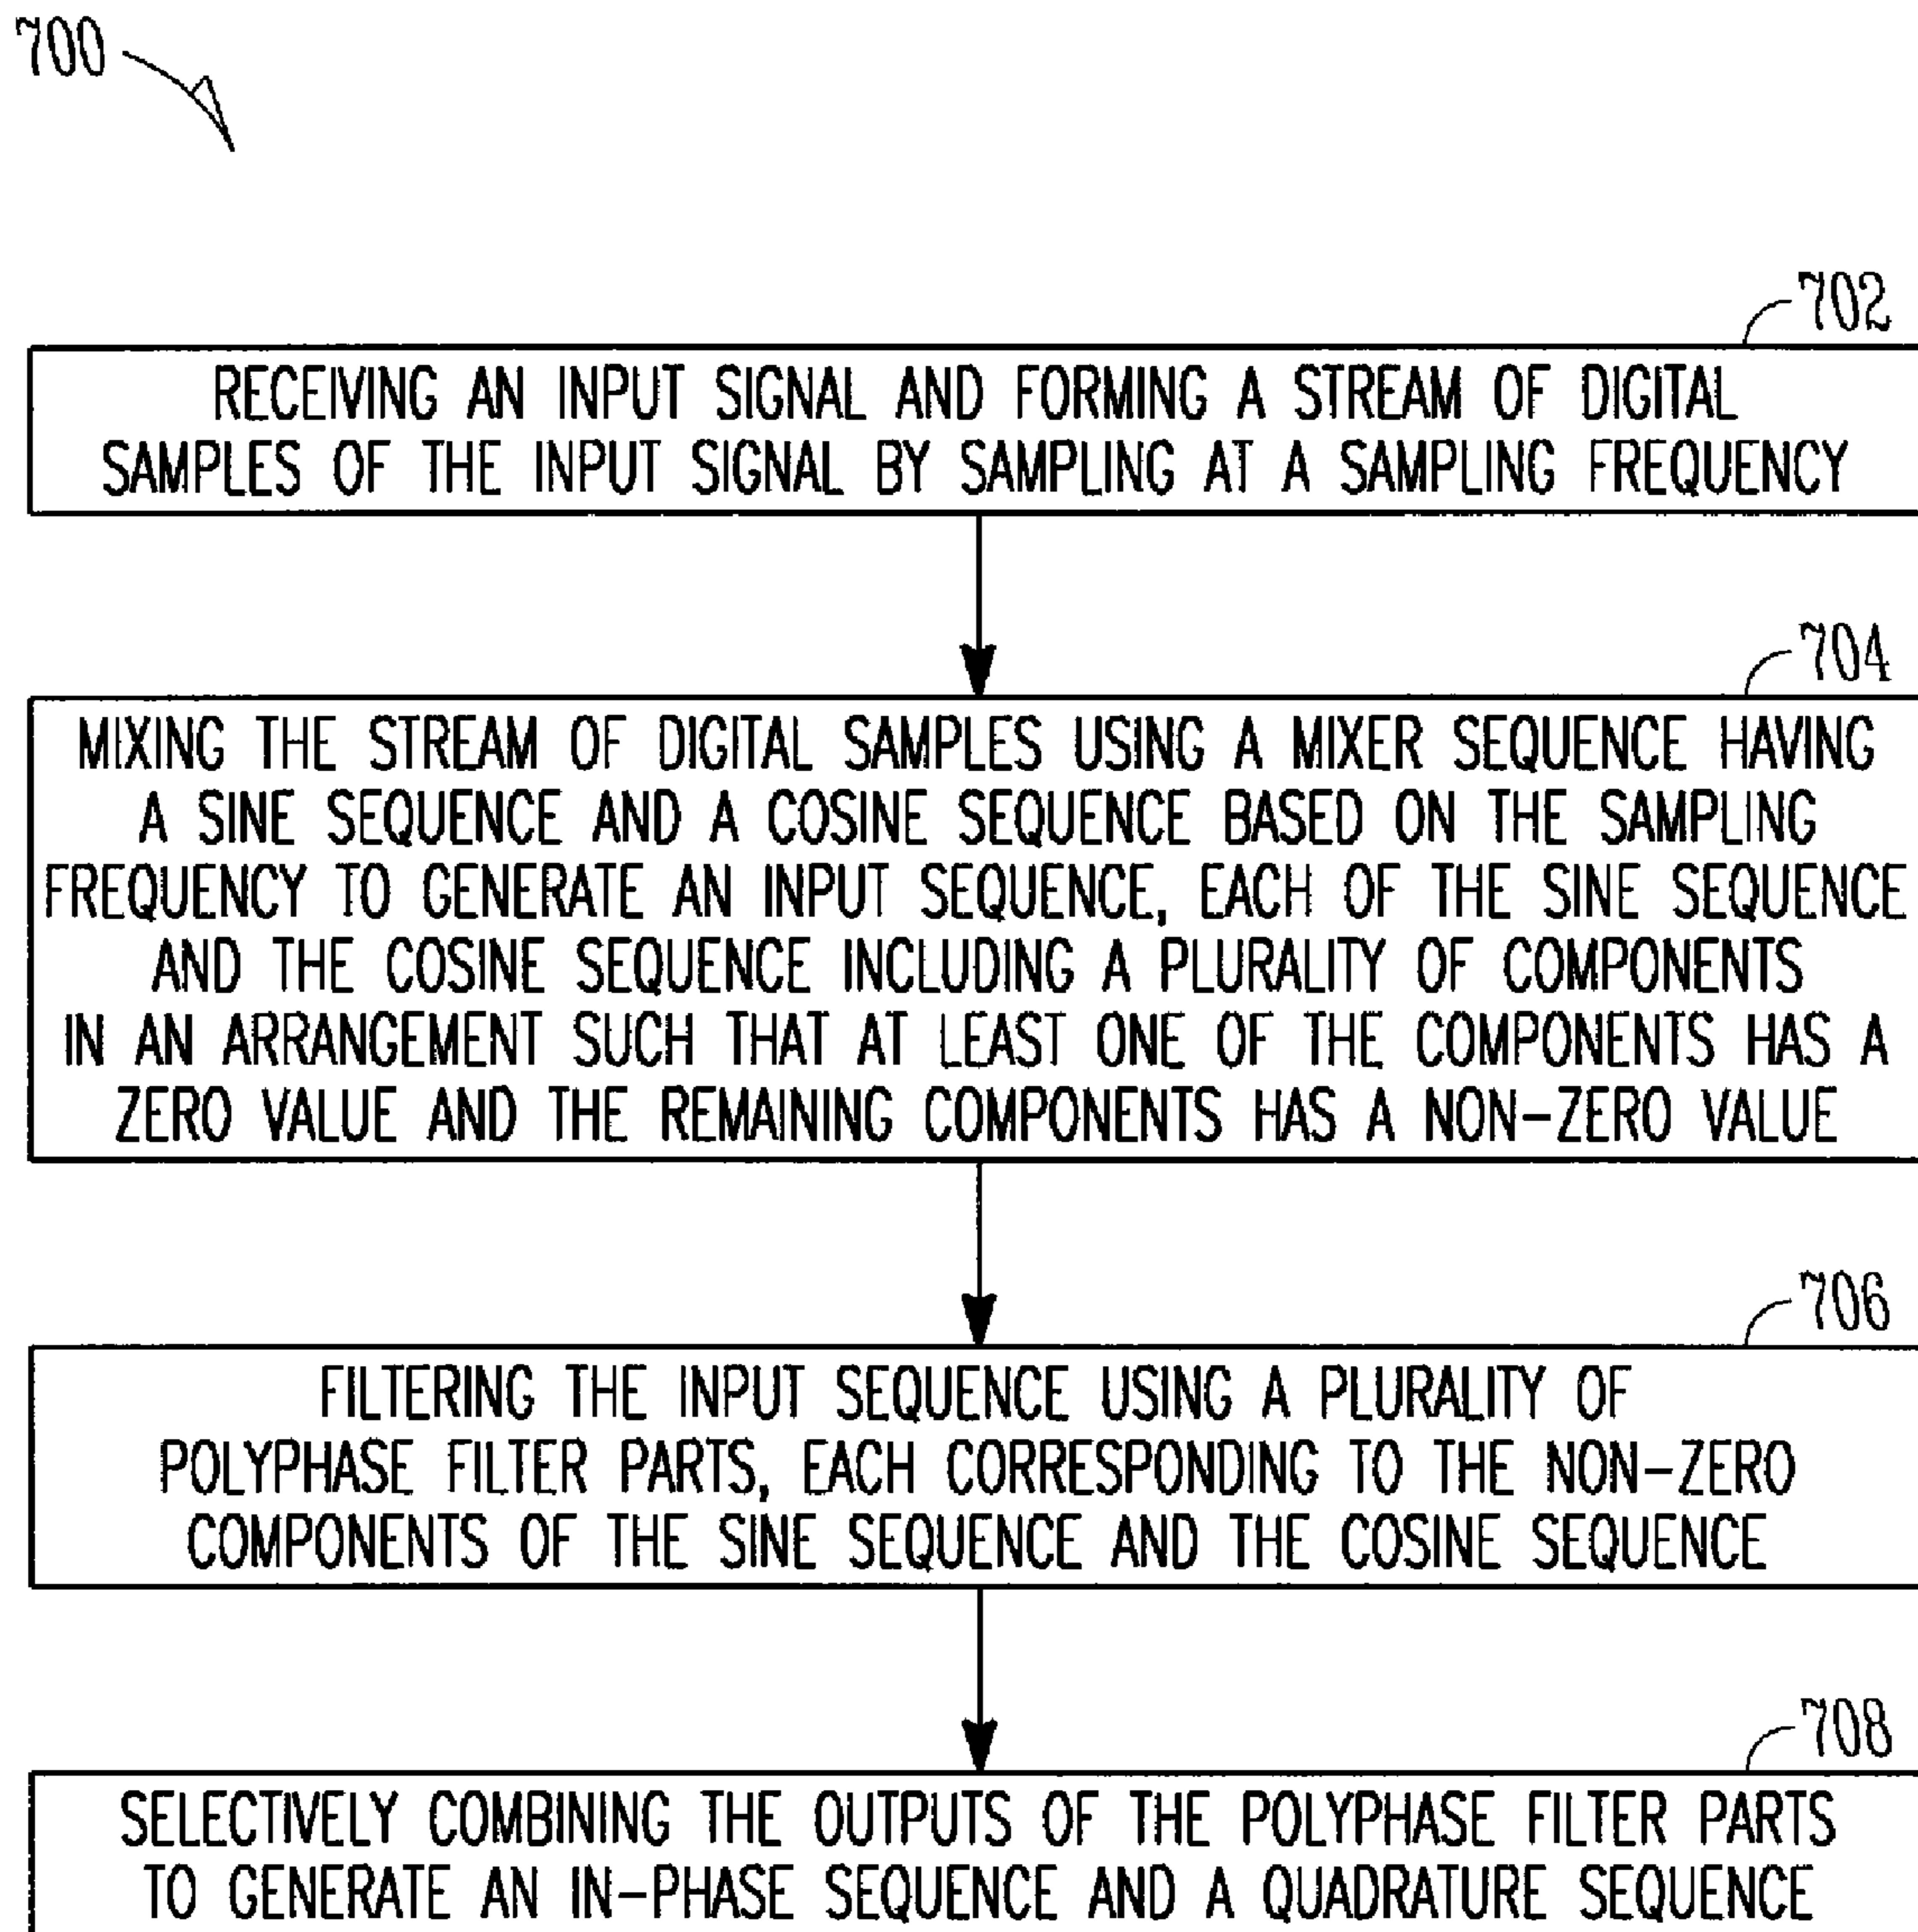 700
702
RECEIVING AN INPUT SIGNAL AND FORMING A STREAM OF DIGITAL
SAMPLES OF THE INPUT SIGNAL BY SAMPLING AT A SAMPLING FREQUENCY
704
MIXING THE STREAM OF DIGITAL SAMPLES USING A MIXER SEQUENCE HAVING
A SINE SEQUENCE AND A COSINE SEQUENCE BASED ON THE SAMPLING
FREQUENCY TO GENERATE AN INPUT SEQUENCE, EACH OF THE SINE SEQUENCE
AND THE COSINE SEQUENCE INCLUDING A PLURALITY OF COMPONENTS
IN AN ARRANGEMENT SUCH THAT AT LEAST ONE OF THE COMPONENTS HAS A
ZERO VALUE AND THE REMAINING COMPONENTS HAS A NON-ZERO VALUE
706
FILTERING THE INPUT SEQUENCE USING A PLURALITY OF
POLYPHASE FILTER PARTS, EACH CORRESPONDING TO THE NON-ZERO
COMPONENTS OF THE SINE SEQUENCE AND THE COSINE SEQUENCE
708
SELECTIVELY COMBINING THE OUTPUTS OF THE POLYPHASE FILTER PARTS
TO GENERATE AN IN-PHASE SEQUENCE AND A QUADRATURE SEQUENCE